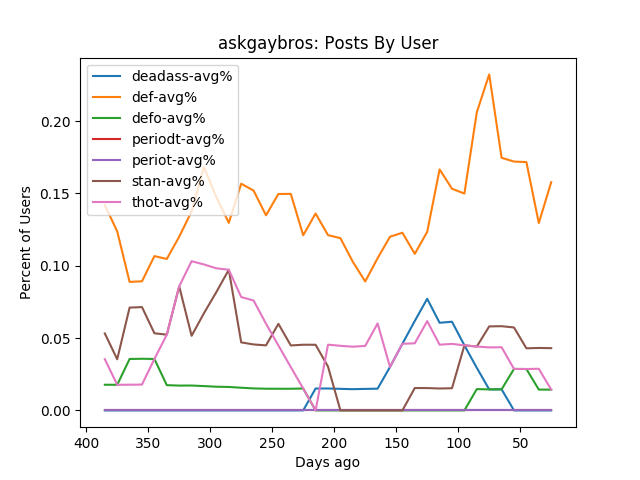 askgaybros: Posts By User
deadass-avg%
def-avg%
defo-avg%
periodt-avg%
periot-avg%
stan-avg%
thot-avg%
Percent of Users
0.20
0.15
0.10
0.05
0.00
400 350 300 250 200 150 100 50
Days ago